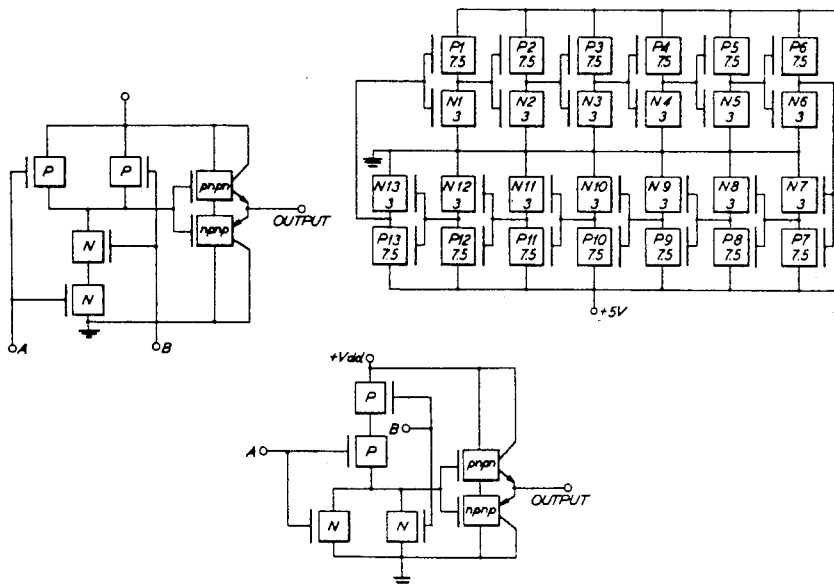 P
P
N
N
pnpn
npnp
OUTPUT
A
B
P1
7.5
P2
7.5
P3
7.5
P4
7.5
P5
7.5
P6
7.5
N1
3
N2
3
N3
3
N4
3
N5
3
N6
3
N13
3
N12
3
N11
3
N10
3
N9
3
N8
3
N7
3
P13
7.5
P12
7.5
P11
7.5
P10
7.5
P9
7.5
P8
7.5
P7
7.5
+5V
+Vdd
P
B
A
P
N
N
pnpn
npnp
OUTPUT